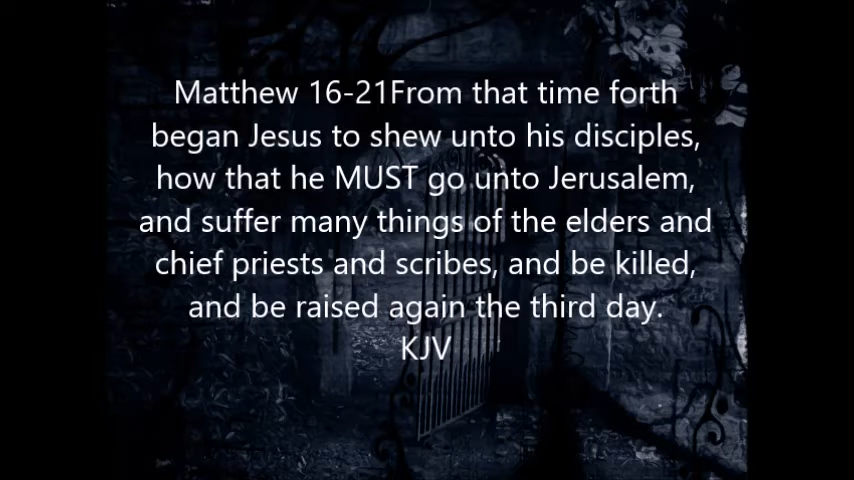 Matthew 16-21From that time forth
began Jesus to shew unto his disciples,
how that he MUST go unto Jerusalem,
and suffer many things of the elders and
chief priests and scribes, and be killed,
and be raised again the third day.
KJV